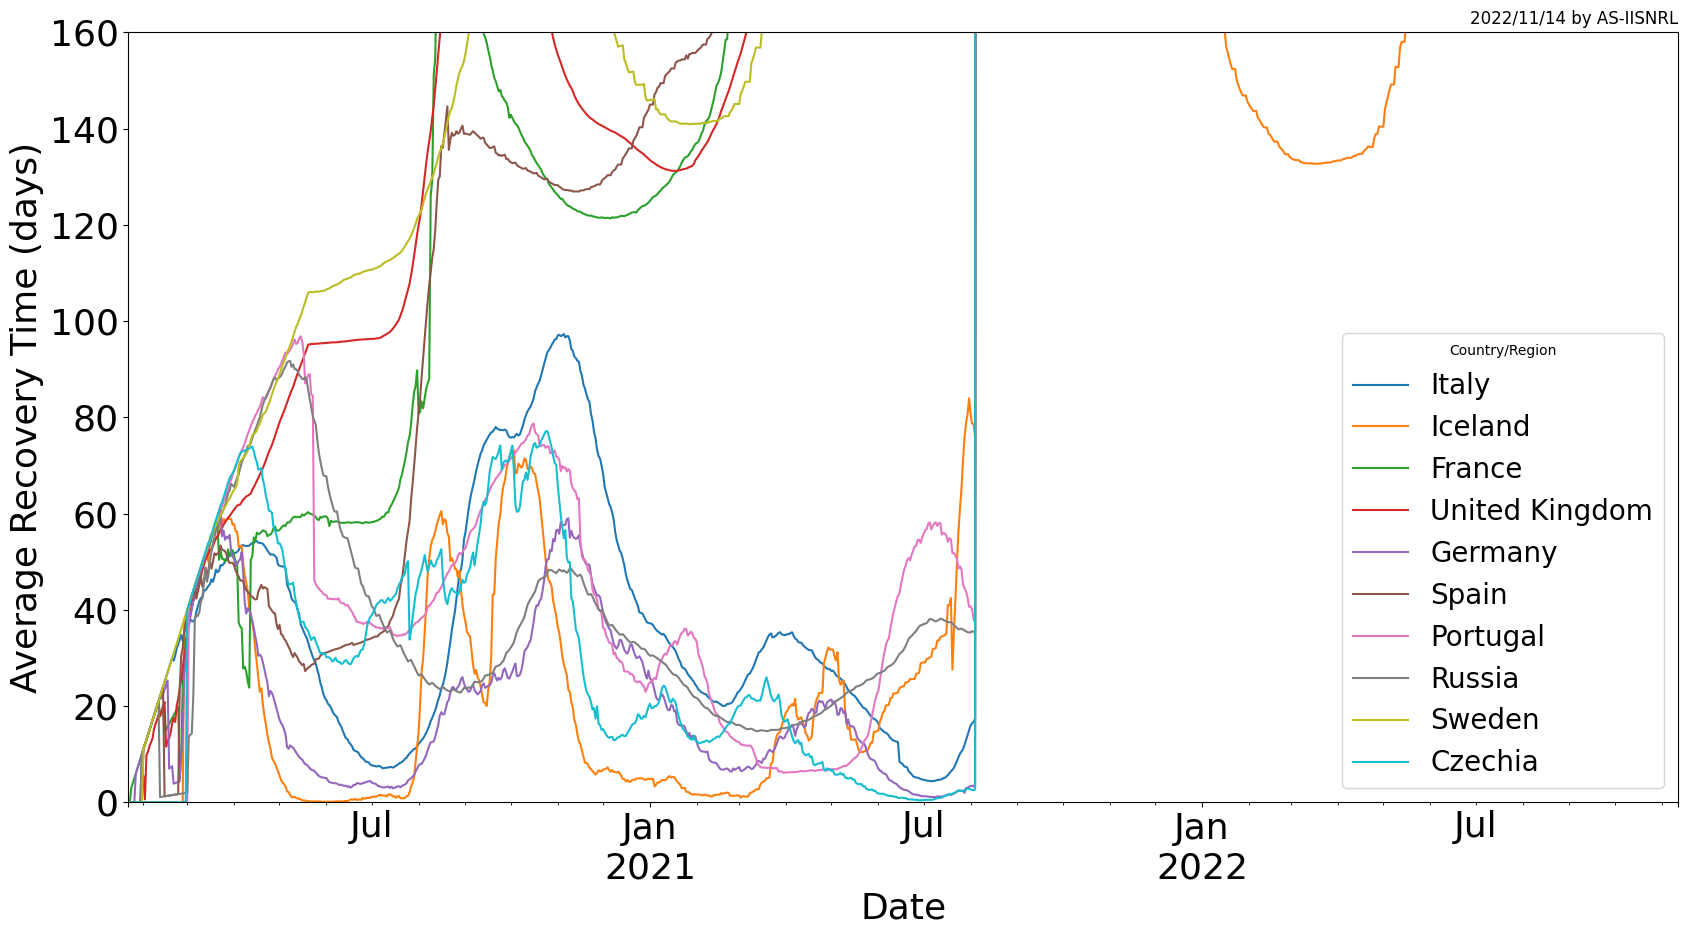 2022/11/14 by AS-IISNRL
160
140
120
100
80
60
40
20
0
Average Recovery Time (days)
Country/Region
Italy
Iceland
France
United Kingdom
Germany
Spain
Portugal
Russia
Sweden
Czechia
Jul
Jan
2021
Jul
Jan
2022
Jul
Date